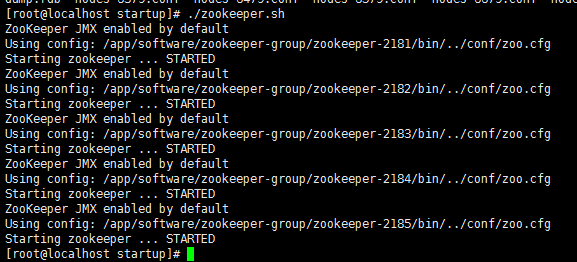 [root@localhost startup]# ./zookeeper.sh
ZooKeeper JMX enabled by default
Using config: /app/software/zookeeper-group/zookeeper-2181/bin/../conf/zoo.cfg
Starting zookeeper ... STARTED
ZooKeeper JMX enabled by default
Using config: /app/software/zookeeper-group/zookeeper-2182/bin/../conf/zoo.cfg
Starting zookeeper ... STARTED
ZooKeeper JMX enabled by default
Using config: /app/software/zookeeper-group/zookeeper-2183/bin/../conf/zoo.cfg
Starting zookeeper ... STARTED
ZooKeeper JMX enabled by default
Using config: /app/software/zookeeper-group/zookeeper-2184/bin/../conf/zoo.cfg
Starting zookeeper ... STARTED
ZooKeeper JMX enabled by default
Using config: /app/software/zookeeper-group/zookeeper-2185/bin/../conf/zoo.cfg
Starting zookeeper ... STARTED
[root@localhost startup]#